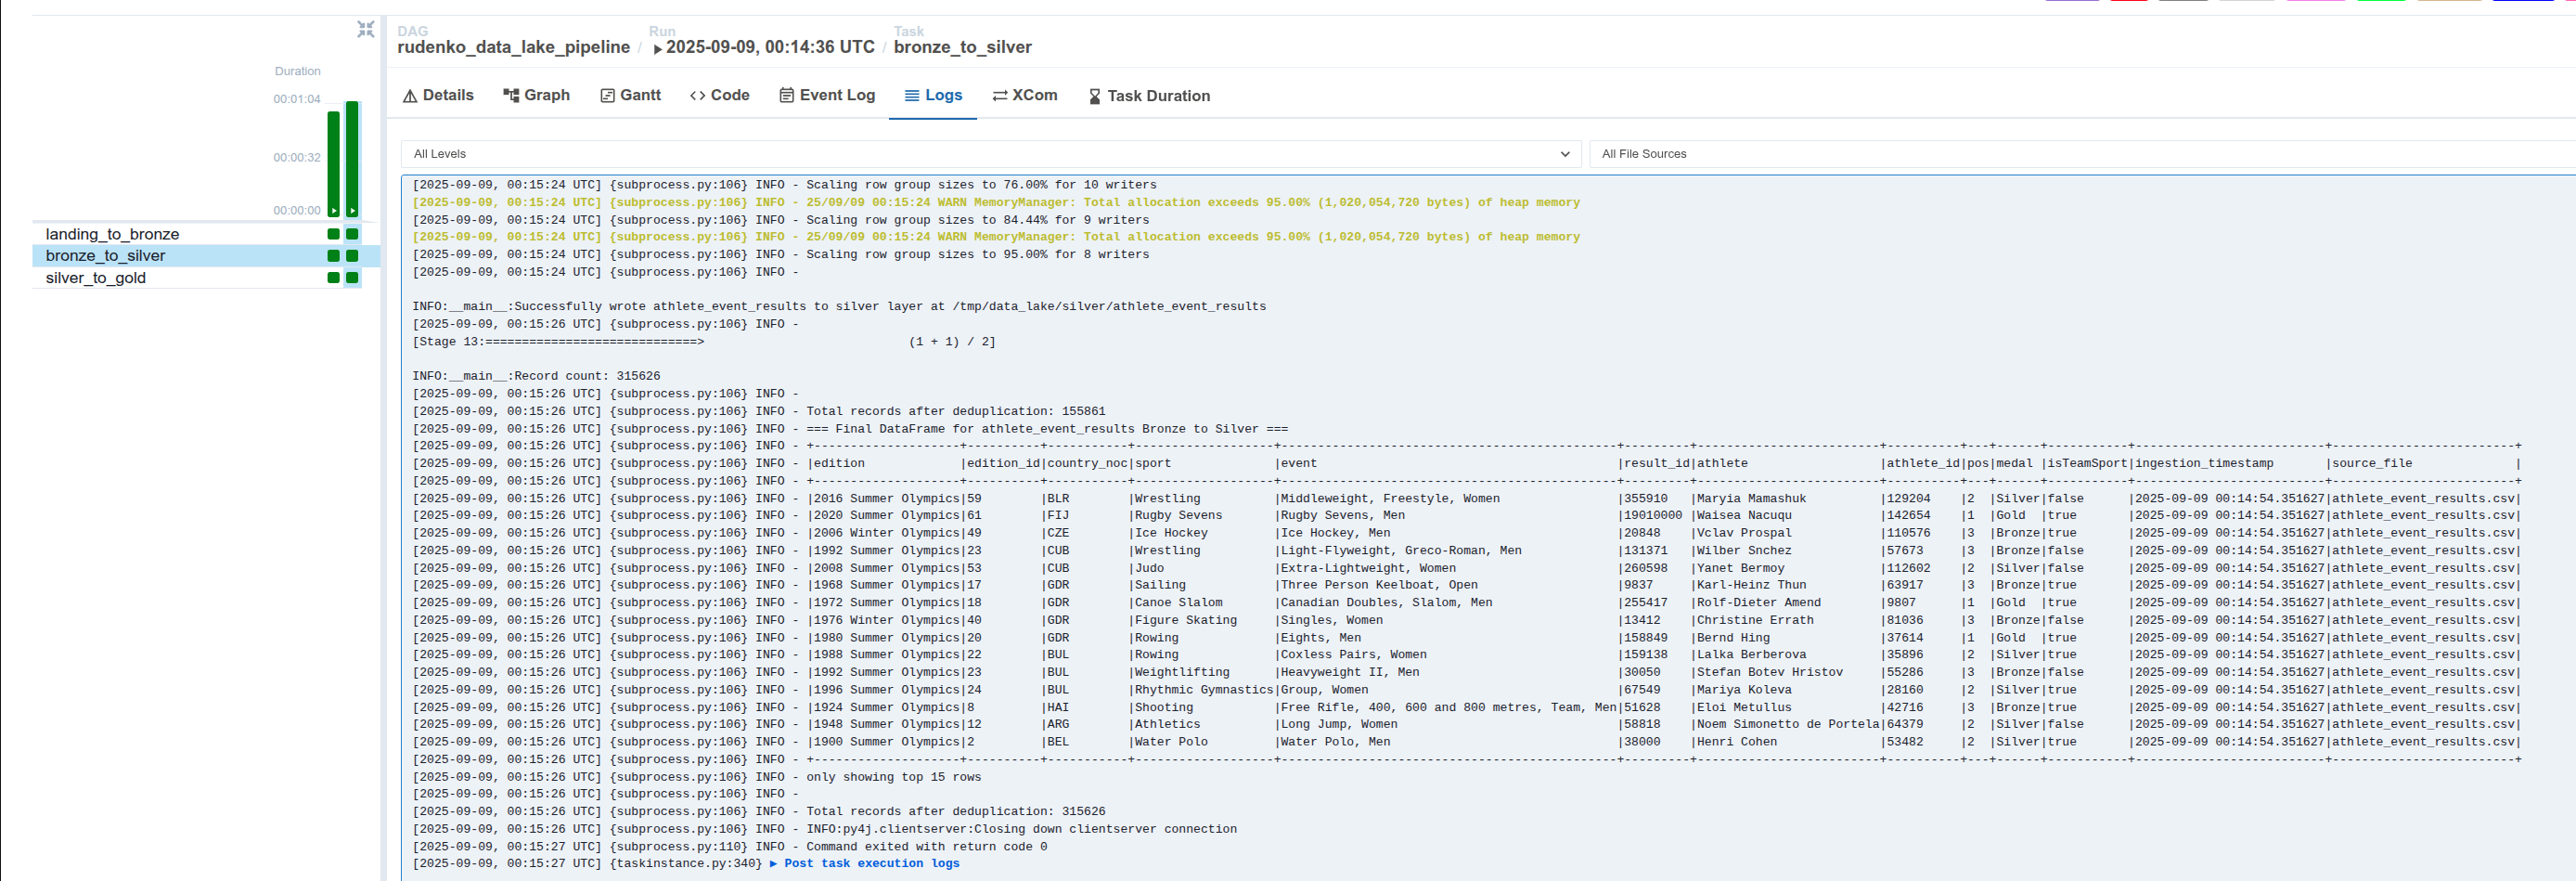 DAG
rudenko_data_lake_pipeline
/
Run
2025-09-09, 00:14:36 UTC
/
Task
bronze_to_silver
Duration
00:01:04
00:00:32
00:00:00
landing_to_bronze
bronze_to_silver
silver_to_gold
Details
Graph
Gantt
Code
Event Log
Logs
XCom
Task Duration
All Levels
All File Sources
[2025-09-09, 00:15:24 UTC] {subprocess.py:106} INFO - Scaling row group sizes to 76.00% for 10 writers
[2025-09-09, 00:15:24 UTC] {subprocess.py:106} INFO - 25/09/09 00:15:24 WARN MemoryManager: Total allocation exceeds 95.00% (1,020,054,720 bytes) of heap memory
[2025-09-09, 00:15:24 UTC] {subprocess.py:106} INFO - Scaling row group sizes to 84.44% for 9 writers
[2025-09-09, 00:15:24 UTC] {subprocess.py:106} INFO - 25/09/09 00:15:24 WARN MemoryManager: Total allocation exceeds 95.00% (1,020,054,720 bytes) of heap memory
[2025-09-09, 00:15:24 UTC] {subprocess.py:106} INFO - Scaling row group sizes to 95.00% for 8 writers
[2025-09-09, 00:15:24 UTC] {subprocess.py:106} INFO -
INFO:__main__:Successfully wrote athlete_event_results to silver layer at /tmp/data_lake/silver/athlete_event_results
[2025-09-09, 00:15:26 UTC] {subprocess.py:106} INFO -
[Stage 13:=============================> (1 + 1) / 2]
INFO:__main__:Record count: 315626
[2025-09-09, 00:15:26 UTC] {subprocess.py:106} INFO -
[2025-09-09, 00:15:26 UTC] {subprocess.py:106} INFO - Total records after deduplication: 155861
[2025-09-09, 00:15:26 UTC] {subprocess.py:106} INFO - === Final DataFrame for athlete_event_results Bronze to Silver ===
[2025-09-09, 00:15:26 UTC] {subprocess.py:106} INFO - +--------------------+----------+-----------+-------------------+----------------------------------------------+---------+-------------------------+----------+---+------+-----------+--------------------------+-------------------------+
[2025-09-09, 00:15:26 UTC] {subprocess.py:106} INFO - |edition |edition_id|country_noc|sport |event |result_id|athlete |athlete_id|pos|medal |isTeamSport|ingestion_timestamp |source_file |
[2025-09-09, 00:15:26 UTC] {subprocess.py:106} INFO - +--------------------+----------+-----------+-------------------+----------------------------------------------+---------+-------------------------+----------+---+------+-----------+--------------------------+-------------------------+
[2025-09-09, 00:15:26 UTC] {subprocess.py:106} INFO - |2016 Summer Olympics|59 |BLR |Wrestling |Middleweight, Freestyle, Women |355910 |Maryia Mamashuk |129204 |2 |Silver|false |2025-09-09 00:14:54.351627|athlete_event_results.csv|
[2025-09-09, 00:15:26 UTC] {subprocess.py:106} INFO - |2020 Summer Olympics|61 |FIJ |Rugby Sevens |Rugby Sevens, Men |19010000 |Waisea Nacuqu |142654 |1 |Gold |true |2025-09-09 00:14:54.351627|athlete_event_results.csv|
[2025-09-09, 00:15:26 UTC] {subprocess.py:106} INFO - |2006 Winter Olympics|49 |CZE |Ice Hockey |Ice Hockey, Men |20848 |Vclav Prospal |110576 |3 |Bronze|true |2025-09-09 00:14:54.351627|athlete_event_results.csv|
[2025-09-09, 00:15:26 UTC] {subprocess.py:106} INFO - |1992 Summer Olympics|23 |CUB |Wrestling |Light-Flyweight, Greco-Roman, Men |131371 |Wilber Snchez |57673 |3 |Bronze|false |2025-09-09 00:14:54.351627|athlete_event_results.csv|
[2025-09-09, 00:15:26 UTC] {subprocess.py:106} INFO - |2008 Summer Olympics|53 |CUB |Judo |Extra-Lightweight, Women |260598 |Yanet Bermoy |112602 |2 |Silver|false |2025-09-09 00:14:54.351627|athlete_event_results.csv|
[2025-09-09, 00:15:26 UTC] {subprocess.py:106} INFO - |1968 Summer Olympics|17 |GDR |Sailing |Three Person Keelboat, Open |9837 |Karl-Heinz Thun |63917 |3 |Bronze|true |2025-09-09 00:14:54.351627|athlete_event_results.csv|
[2025-09-09, 00:15:26 UTC] {subprocess.py:106} INFO - |1972 Summer Olympics|18 |GDR |Canoe Slalom |Canadian Doubles, Slalom, Men |255417 |Rolf-Dieter Amend |9807 |1 |Gold |true |2025-09-09 00:14:54.351627|athlete_event_results.csv|
[2025-09-09, 00:15:26 UTC] {subprocess.py:106} INFO - |1976 Winter Olympics|40 |GDR |Figure Skating |Singles, Women |13412 |Christine Errath |81036 |3 |Bronze|false |2025-09-09 00:14:54.351627|athlete_event_results.csv|
[2025-09-09, 00:15:26 UTC] {subprocess.py:106} INFO - |1980 Summer Olympics|20 |GDR |Rowing |Eights, Men |158849 |Bernd Hing |37614 |1 |Gold |true |2025-09-09 00:14:54.351627|athlete_event_results.csv|
[2025-09-09, 00:15:26 UTC] {subprocess.py:106} INFO - |1988 Summer Olympics|22 |BUL |Rowing |Coxless Pairs, Women |159138 |Lalka Berberova |35896 |2 |Silver|true |2025-09-09 00:14:54.351627|athlete_event_results.csv|
[2025-09-09, 00:15:26 UTC] {subprocess.py:106} INFO - |1992 Summer Olympics|23 |BUL |Weightlifting |Heavyweight II, Men |30050 |Stefan Botev Hristov |55286 |3 |Bronze|false |2025-09-09 00:14:54.351627|athlete_event_results.csv|
[2025-09-09, 00:15:26 UTC] {subprocess.py:106} INFO - |1996 Summer Olympics|24 |BUL |Rhythmic Gymnastics|Group, Women |67549 |Mariya Koleva |28160 |2 |Silver|true |2025-09-09 00:14:54.351627|athlete_event_results.csv|
[2025-09-09, 00:15:26 UTC] {subprocess.py:106} INFO - |1924 Summer Olympics|8 |HAI |Shooting |Free Rifle, 400, 600 and 800 metres, Team, Men|51628 |Eloi Metullus |42716 |3 |Bronze|true |2025-09-09 00:14:54.351627|athlete_event_results.csv|
[2025-09-09, 00:15:26 UTC] {subprocess.py:106} INFO - |1948 Summer Olympics|12 |ARG |Athletics |Long Jump, Women |58818 |Noem Simonetto de Portela|64379 |2 |Silver|false |2025-09-09 00:14:54.351627|athlete_event_results.csv|
[2025-09-09, 00:15:26 UTC] {subprocess.py:106} INFO - |1900 Summer Olympics|2 |BEL |Water Polo |Water Polo, Men |38000 |Henri Cohen |53482 |2 |Silver|true |2025-09-09 00:14:54.351627|athlete_event_results.csv|
[2025-09-09, 00:15:26 UTC] {subprocess.py:106} INFO - +--------------------+----------+-----------+-------------------+----------------------------------------------+---------+-------------------------+----------+---+------+-----------+--------------------------+-------------------------+
[2025-09-09, 00:15:26 UTC] {subprocess.py:106} INFO - only showing top 15 rows
[2025-09-09, 00:15:26 UTC] {subprocess.py:106} INFO -
[2025-09-09, 00:15:26 UTC] {subprocess.py:106} INFO - Total records after deduplication: 315626
[2025-09-09, 00:15:26 UTC] {subprocess.py:106} INFO - INFO:py4j.clientserver:Closing down clientserver connection
[2025-09-09, 00:15:27 UTC] {subprocess.py:110} INFO - Command exited with return code 0
[2025-09-09, 00:15:27 UTC] {taskinstance.py:340} ▶ Post task execution logs